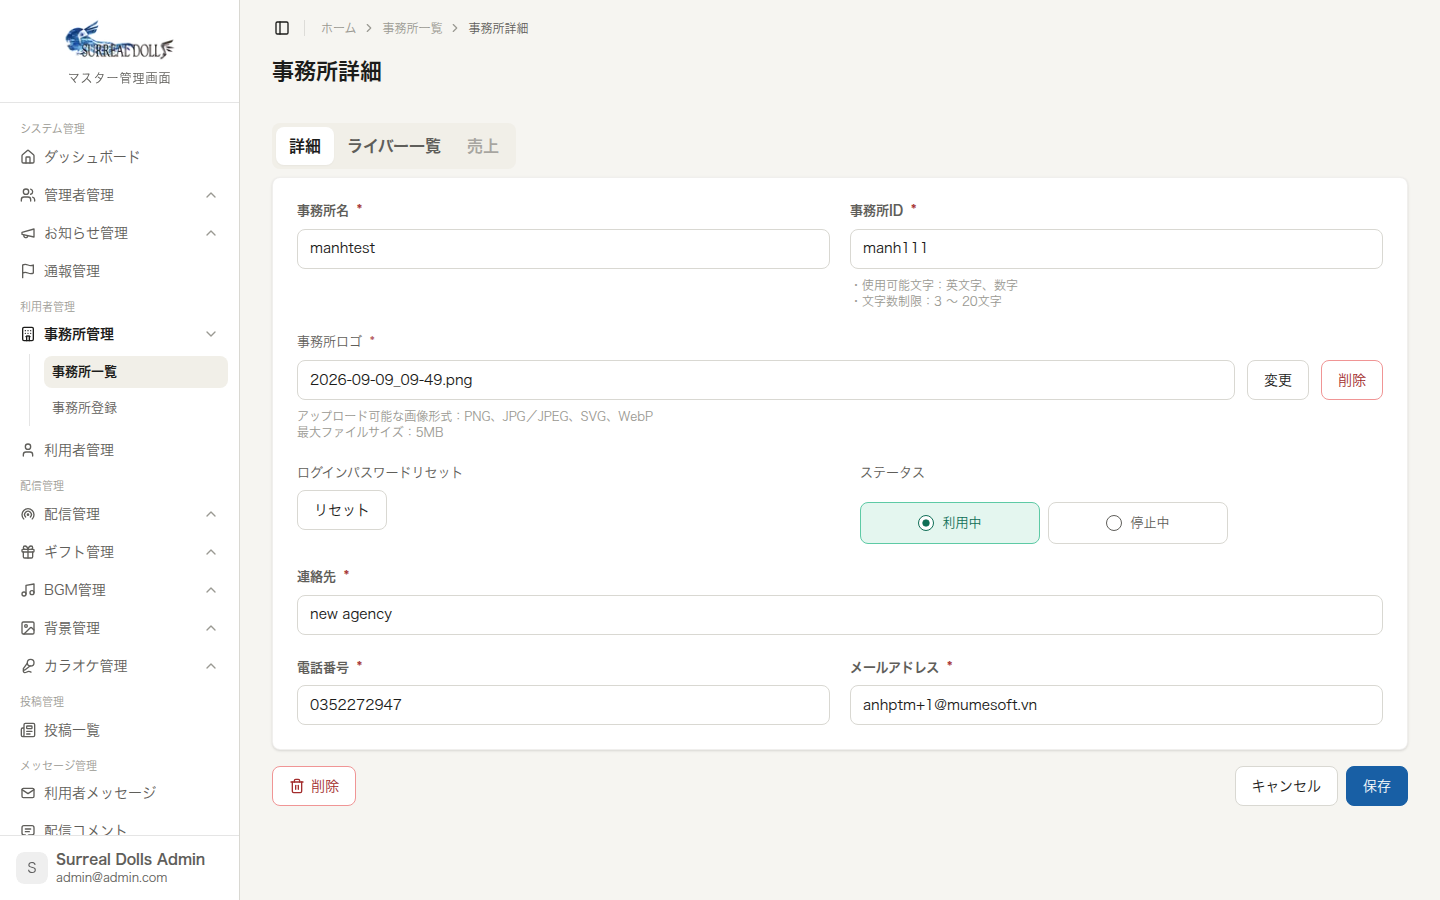 SURREAL DOLLS
マスター管理画面
システム管理
ダッシュボード
管理者管理
お知らせ管理
通報管理
利用者管理
事務所管理
事務所一覧
事務所登録
利用者管理
配信管理
配信管理
ギフト管理
BGM管理
背景管理
カラオケ管理
投稿管理
投稿一覧
メッセージ管理
利用者メッセージ
配信コメント
S
Surreal Dolls Admin
admin@admin.com
ホーム > 事務所一覧 > 事務所詳細
事務所詳細
詳細 ライバー一覧 売上
事務所名 * 事務所ID *
manhtest manh111
・使用可能文字：英文字、数字
・文字数制限：3 ～ 20文字
事務所ロゴ *
2026-09-09_09-49.png 変更 削除
アップロード可能な画像形式：PNG、JPG／JPEG、SVG、WebP
最大ファイルサイズ：5MB
ログインパスワードリセット ステータス
リセット 利用中 停止中
連絡先 *
new agency
電話番号 * メールアドレス *
0352272947 anhptm+1@mumesoft.vn
削除 キャンセル 保存